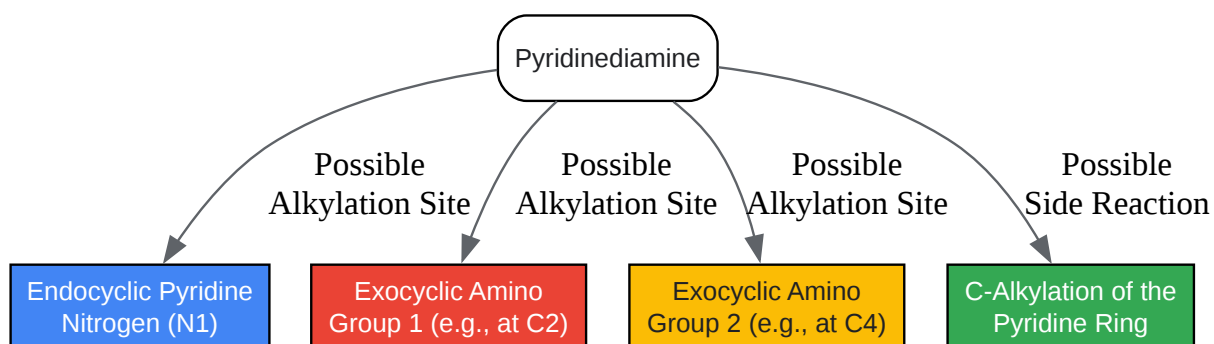 Pyridinediamine
Possible
Alkylation Site
Possible
Alkylation Site
Possible
Alkylation Site
Possible
Side Reaction
Endocyclic Pyridine
Nitrogen (N1)
Exocyclic Amino
Group 1 (e.g., at C2)
Exocyclic Amino
Group 2 (e.g., at C4)
C-Alkylation of the
Pyridine Ring